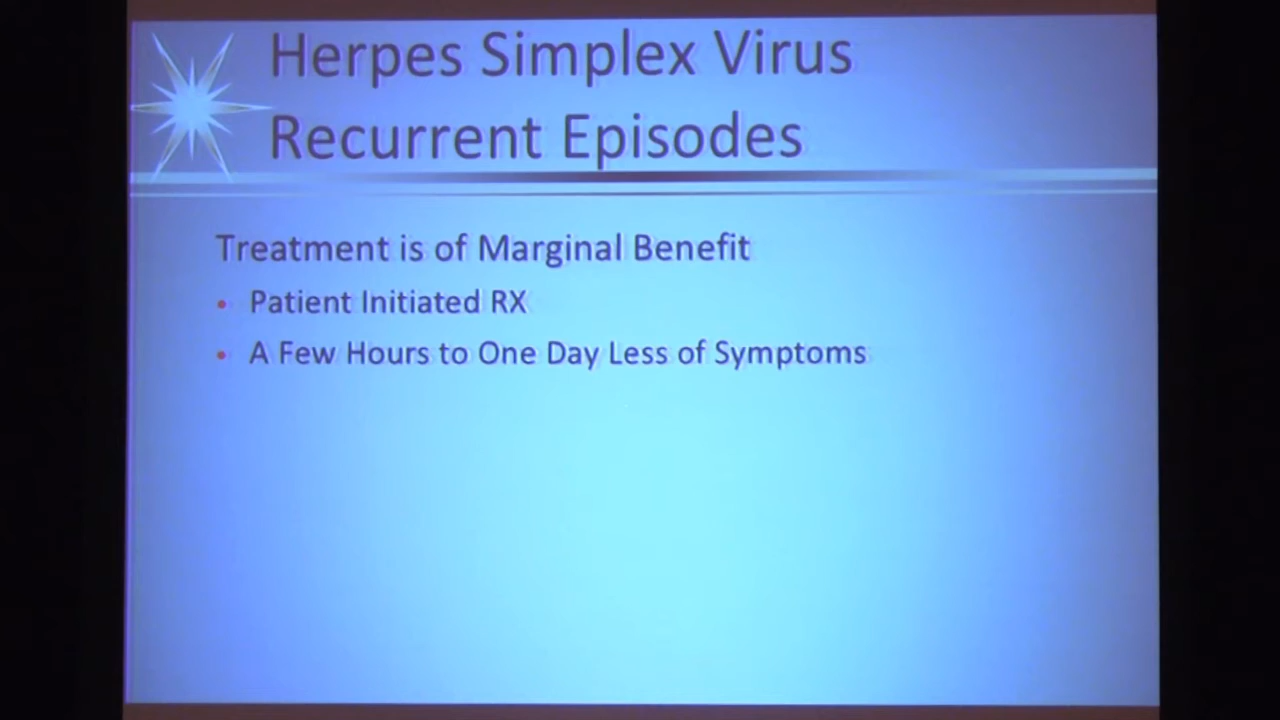 Herpes Simplex Virus
Recurrent Episodes
Treatment is of Marginal Benefit
• Patient Initiated RX
• A Few Hours to One Day Less of Symptoms